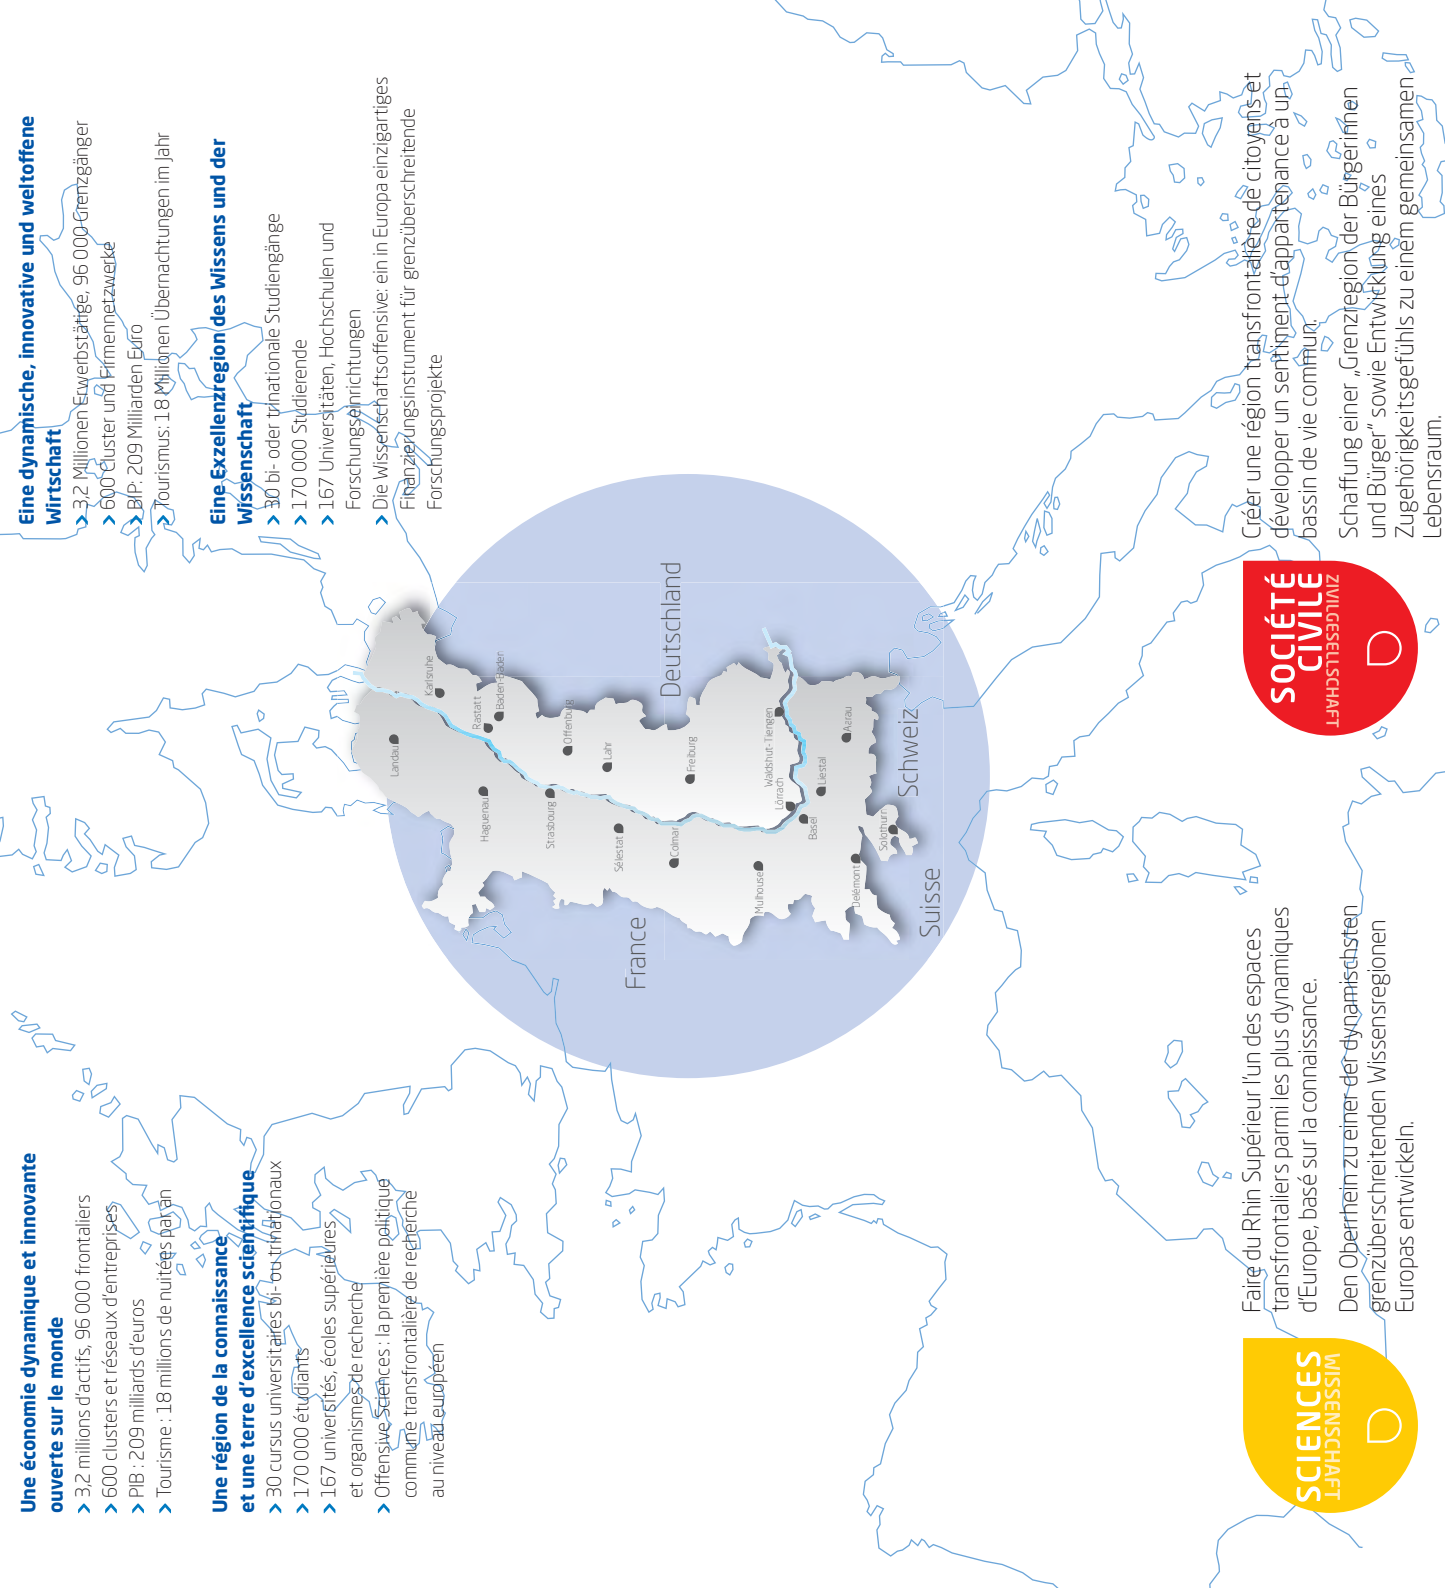 Une économie dynamique et innovante
ouverte sur le monde
> 3,2 millions d'actifs, 96 000 frontaliers
> 600 clusters et réseaux d'entreprises
> PIB : 209 milliards d'euros
> Tourisme : 18 millions de nuitées par an
Une région de la connaissance
et une terre d'excellence scientifique
> 30 cursus universitaires bi- ou trinationaux
> 170 000 étudiants
> 167 universités, écoles supérieures
et organismes de recherche
> Offensive Sciences : la première politique
commune transfrontalière de recherche
au niveau européen
Eine dynamische, innovative und weltoffene
Wirtschaft
> 3,2 Millionen Erwerbstätige, 96 000 Grenzgänger
> 600 Cluster und Firmennetzwerke
> BIP: 209 Milliarden Euro
> Tourismus: 18 Millionen Übernachtungen im Jahr
Eine Exzellenzregion des Wissens und der
Wissenschaft
> 30 bi- oder trinationale Studiengänge
> 170 000 Studierende
> 167 Universitäten, Hochschulen und
Forschungseinrichtungen
> Die Wissenschaftsoffensive: ein in Europa einzigartiges
Finanzierungsinstrument für grenzüberschreitende
Forschungsprojekte
Landau
Karlsruhe
Rastatt
Baden-Baden
Haguenau
Strasbourg
Offenburg
Lahr
Sélestat
Colmar
Freiburg
Mulhouse
Waldshut-Tiengen
Lörrach
Basel
Liestal
Aarau
Delémont
Solothurn
France
Deutschland
Suisse
Schweiz
SCIENCES
WISSENSCHAFT
Faire du Rhin Supérieur l'un des espaces
transfrontaliers parmi les plus dynamiques
d'Europe, basé sur la connaissance.
Den Oberrhein zu einer der dynamischsten
grenzüberschreitenden Wissensregionen
Europas entwickeln.
SOCIÉTÉ
CIVILE
ZIVILGESELLSCHAFT
Créer une région transfrontalière de citoyens et
développer un sentiment d'appartenance à un
bassin de vie commun.
Schaffung einer „Grenzregion der Bürgerinnen
und Bürger" sowie Entwicklung eines
Zugehörigkeitsgefühls zu einem gemeinsamen
Lebensraum.